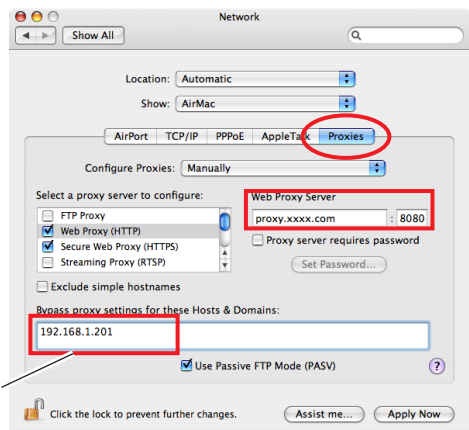 Network
Show All
Location: Automatic
Show: AirMac
AirPort TCP/IP PPPoE AppleTalk Proxies
Configure Proxies: Manually
Select a proxy server to configure:
FTP Proxy
Web Proxy (HTTP)
Secure Web Proxy (HTTPS)
Streaming Proxy (RTSP)
Web Proxy Server
proxy.xxxx.com : 8080
Proxy server requires password
Set Password...
Exclude simple hostnames
Bypass proxy settings for these Hosts & Domains:
192.168.1.201
Use Passive FTP Mode (PASV)
?
Click the lock to prevent further changes.
Assist me... Apply Now